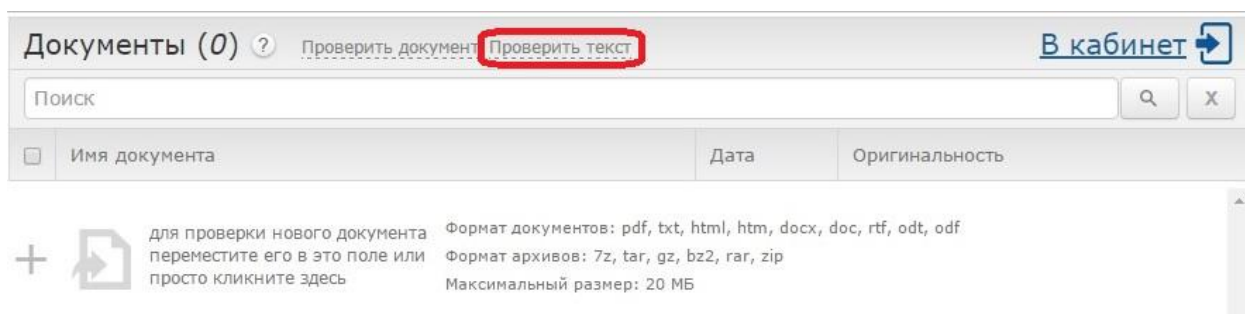 Документы (0) ? Проверить документ Проверить текст В кабинет
Поиск X
Имя документа Дата Оригинальность
для проверки нового документа
переместите его в это поле или
просто кликните здесь
Формат документов: pdf, txt, html, htm, docx, doc, rtf, odt, odf
Формат архивов: 7z, tar, gz, bz2, rar, zip
Максимальный размер: 20 МБ